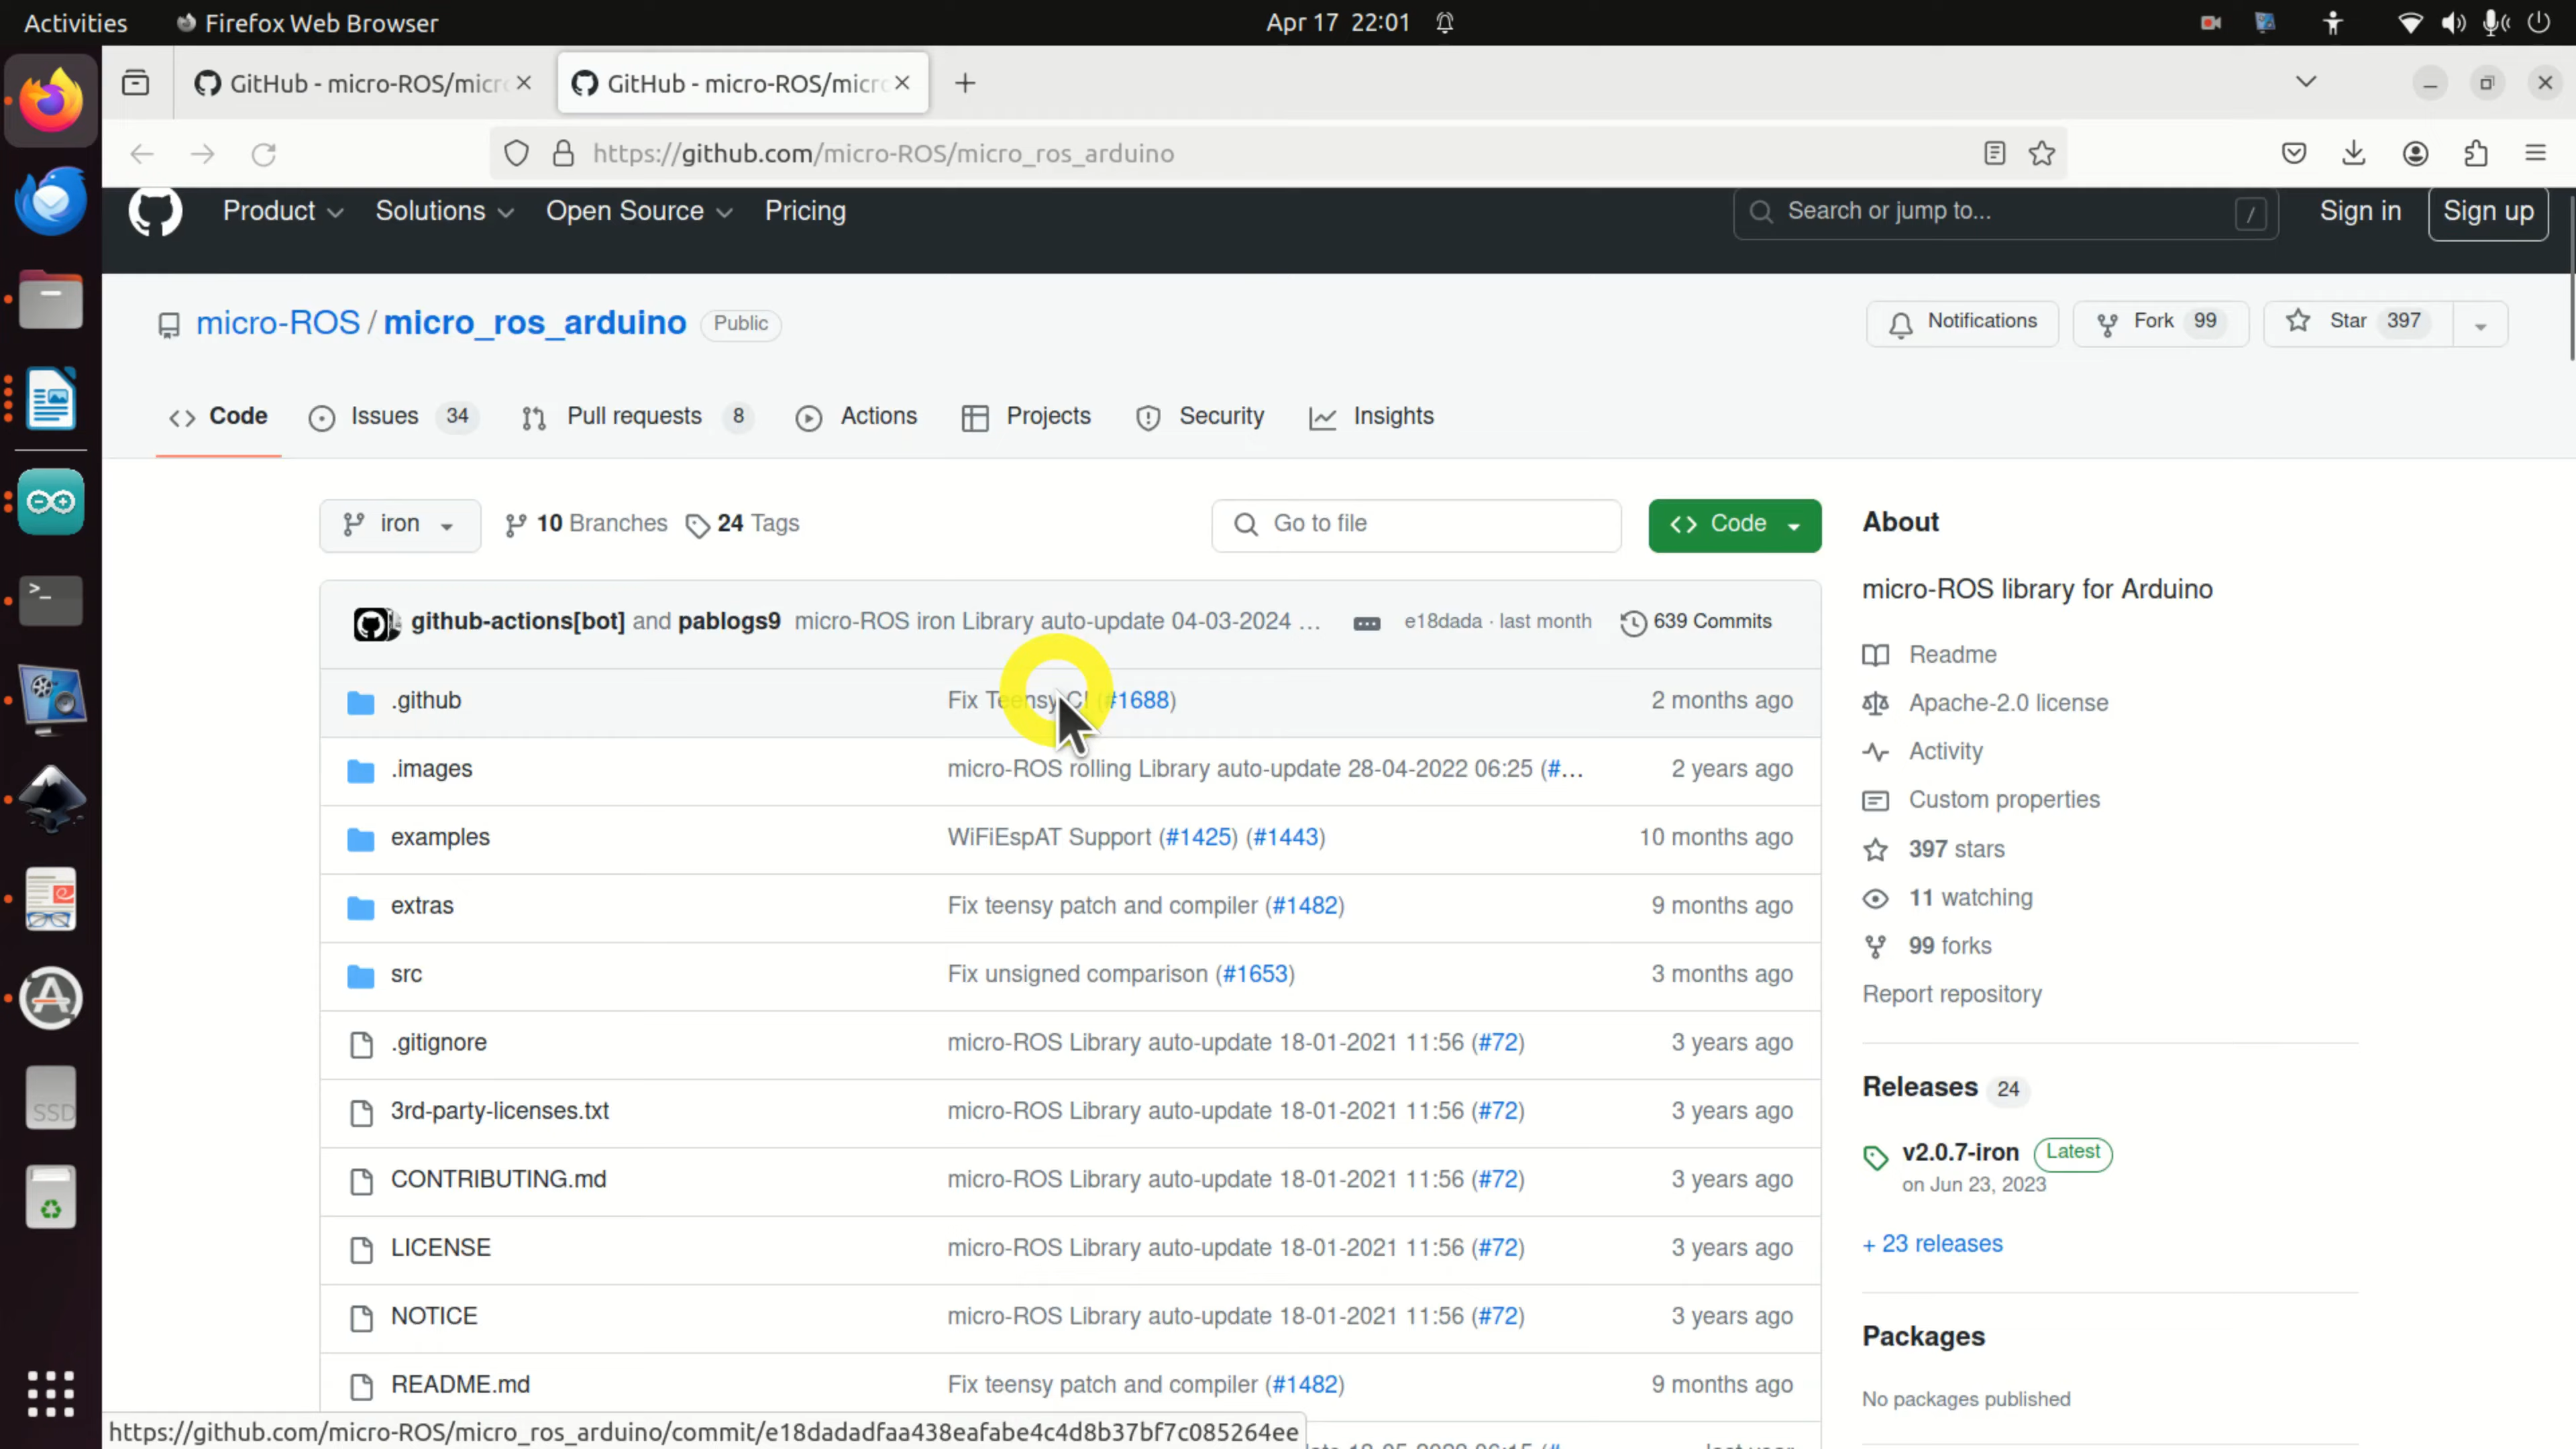 Activities
Firefox Web Browser
Apr 17 22:01
GitHub - micro-ROS/micr
GitHub - micro-ROS/micr
https://github.com/micro-ROS/micro_ros_arduino
Product
Solutions
Open Source
Pricing
Search or jump to...
/
Sign in
Sign up
micro-ROS / micro_ros_arduino
Public
Notifications
Fork 99
Star 397
Code
Issues 34
Pull requests 8
Actions
Projects
Security
Insights
iron
10 Branches
24 Tags
Go to file
Code
github-actions[bot] and pablogs9 micro-ROS iron Library auto-update 04-03-2024 ... e18dada · last month 639 Commits
.github Fix Teensy CI (#1688) 2 months ago
.images micro-ROS rolling Library auto-update 28-04-2022 06:25 (#... 2 years ago
examples WiFiEspAT Support (#1425) (#1443) 10 months ago
extras Fix teensy patch and compiler (#1482) 9 months ago
src Fix unsigned comparison (#1653) 3 months ago
.gitignore micro-ROS Library auto-update 18-01-2021 11:56 (#72) 3 years ago
3rd-party-licenses.txt micro-ROS Library auto-update 18-01-2021 11:56 (#72) 3 years ago
CONTRIBUTING.md micro-ROS Library auto-update 18-01-2021 11:56 (#72) 3 years ago
LICENSE micro-ROS Library auto-update 18-01-2021 11:56 (#72) 3 years ago
NOTICE micro-ROS Library auto-update 18-01-2021 11:56 (#72) 3 years ago
README.md Fix teensy patch and compiler (#1482) 9 months ago
About
micro-ROS library for Arduino
Readme
Apache-2.0 license
Activity
Custom properties
397 stars
11 watching
99 forks
Report repository
Releases 24
v2.0.7-iron Latest
on Jun 23, 2023
+ 23 releases
Packages
No packages published
SSD
https://github.com/micro-ROS/micro_ros_arduino/commit/e18dadadfaa438eafabe4c4d8b37bf7c085264ee